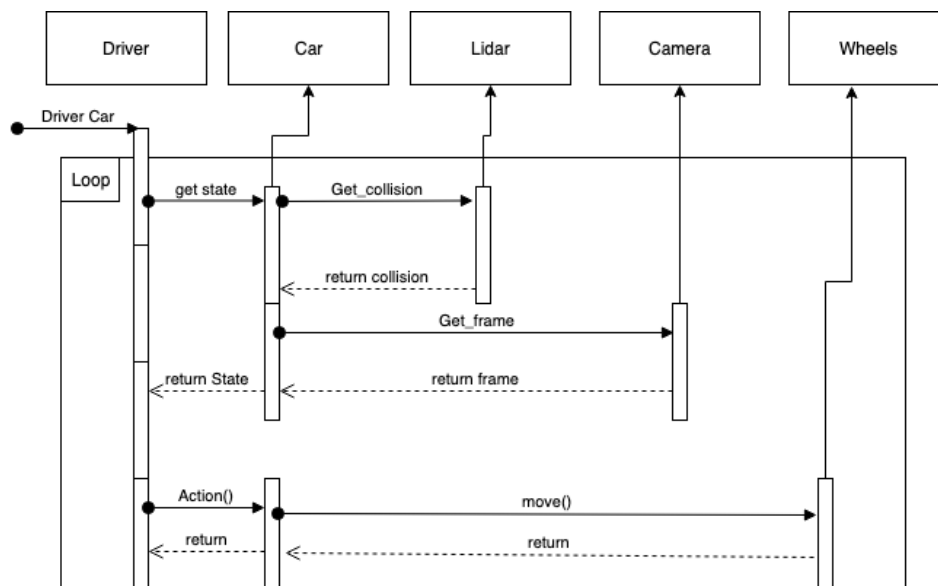 Driver
Car
Lidar
Camera
Wheels
Driver Car
Loop
get state
Get_collision
return collision
Get_frame
return State
return frame
Action()
move()
return
return